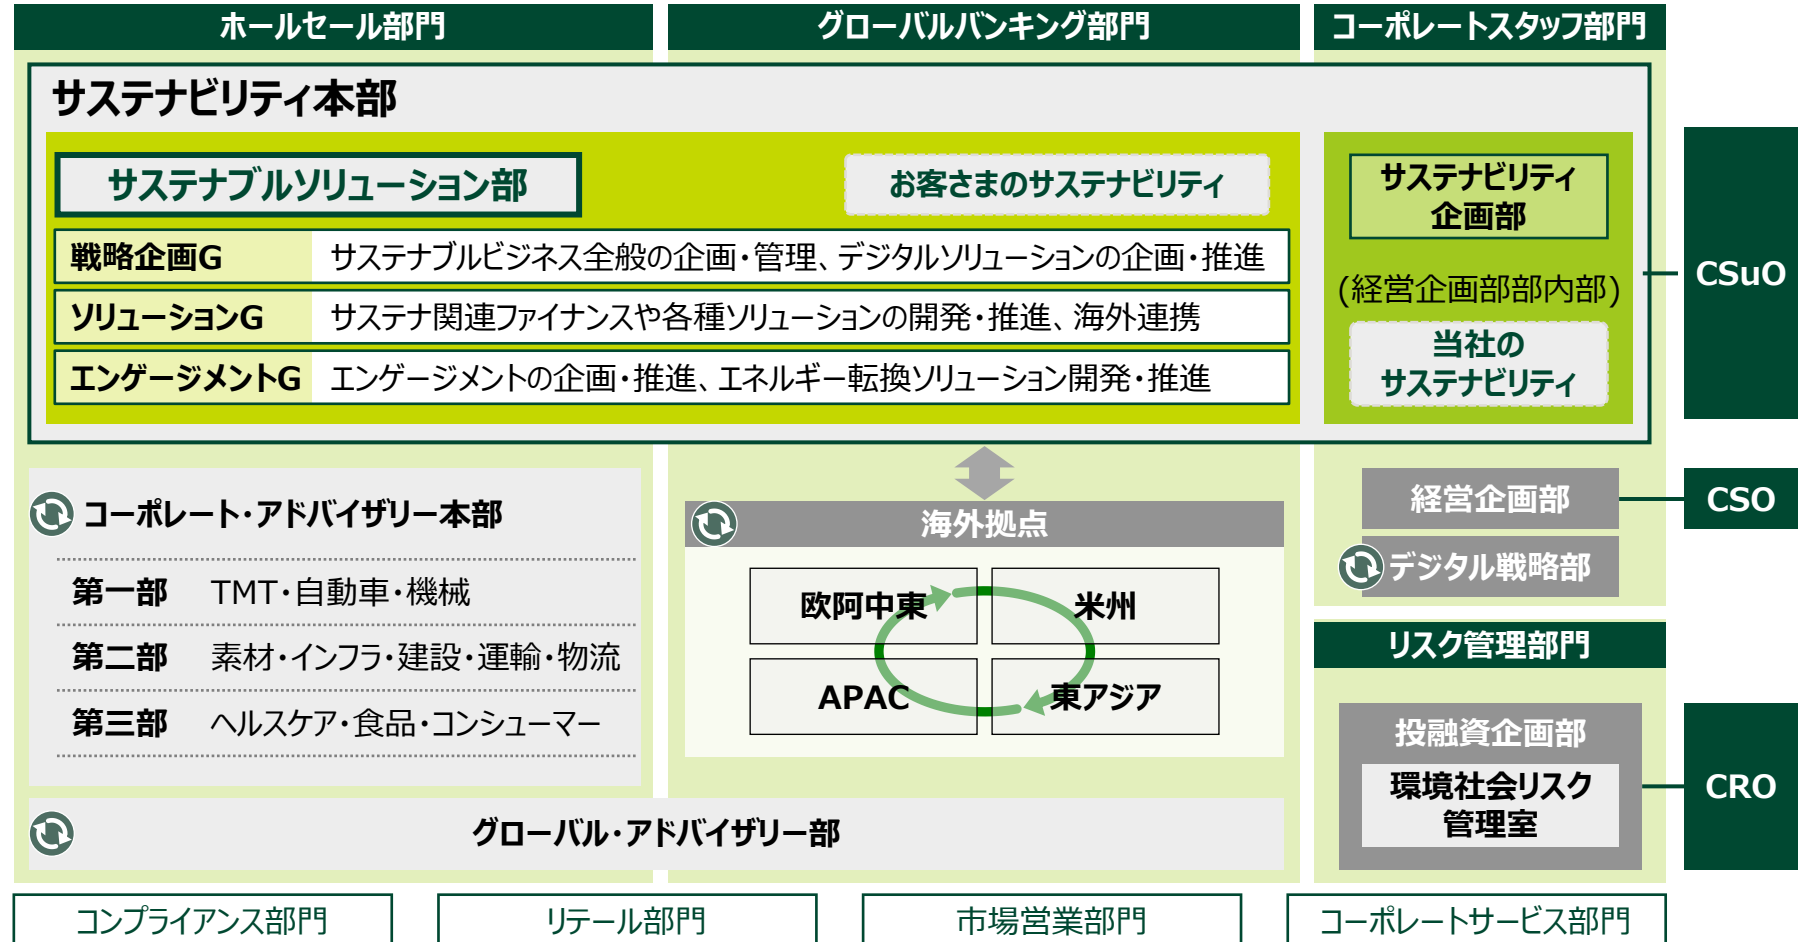 ホールセール部門
グローバルバンキング部門
コーポレートスタッフ部門
サステナビリティ本部
サステナブルソリューション部
お客さまのサステナビリティ
戦略企画G
サステナブルビジネス全般の企画・管理、デジタルソリューションの企画・推進
ソリューションG
サステナ関連ファイナンスや各種ソリューションの開発・推進、海外連携
エンゲージメントG
エンゲージメントの企画・推進、エネルギー転換ソリューション開発・推進
サステナビリティ
企画部
(経営企画部部内部)
当社の
サステナビリティ
CSuO
コーポレート・アドバイザリー本部
第一部
TMT・自動車・機械
第二部
素材・インフラ・建設・運輸・物流
第三部
ヘルスケア・食品・コンシューマー
海外拠点
欧阿中東
米州
APAC
東アジア
経営企画部
CSO
デジタル戦略部
リスク管理部門
投融資企画部
環境社会リスク
管理室
CRO
グローバル・アドバイザリー部
コンプライアンス部門
リテール部門
市場営業部門
コーポレートサービス部門